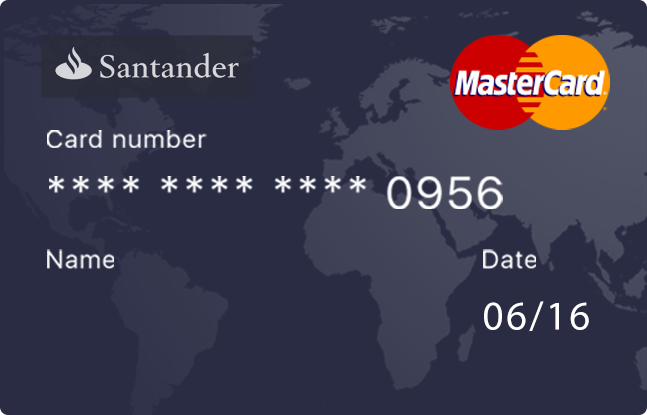 Santander
MasterCard
Card number
**** **** **** 0956
Name
Date
06/16